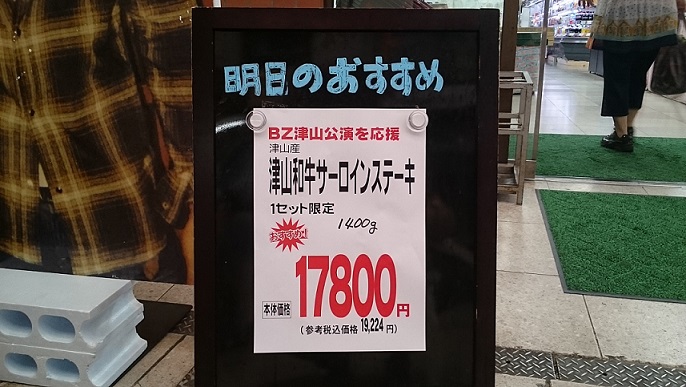 明日のおすすめ
BZ津山公演を応援
津山産
津山和牛サーロインステーキ
1セット限定
1400g
おすすめ!
本体価格 17800円
(参考税込価格 19,224 円)